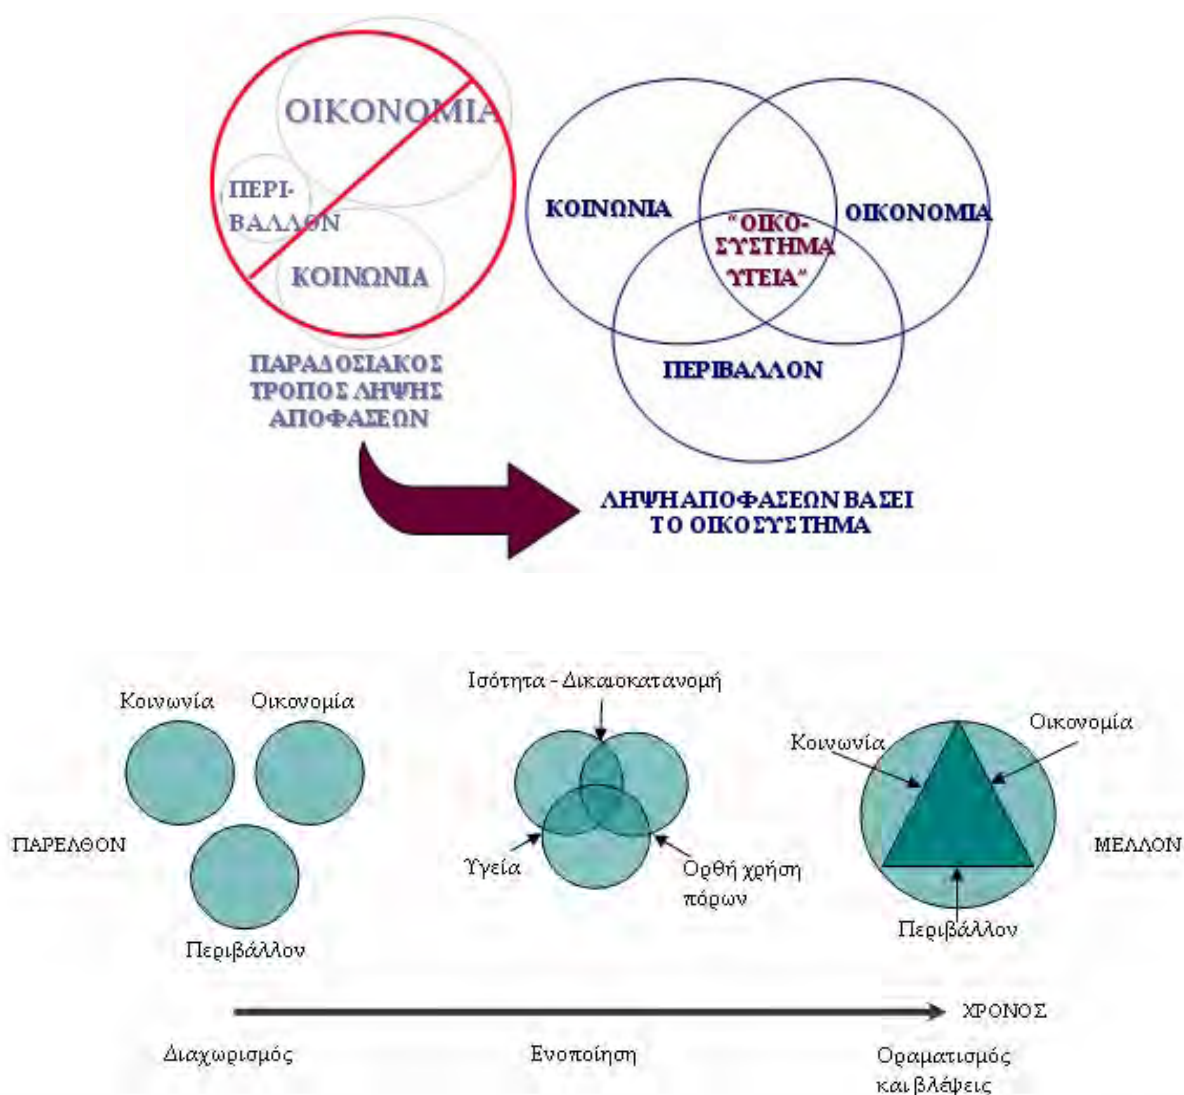 ΟΙΚΟΝΟΜΙΑ
ΠΕΡΙ-
ΒΑΛΛΟΝ
ΚΟΙΝΩΝΙΑ
ΠΑΡΑΔΟΣΙΑΚΟΣ
ΤΡΟΠΟΣ ΛΗΨΗΣ
ΑΠΟΦΑΣΕΩΝ
ΚΟΙΝΩΝΙΑ
ΟΙΚΟΝΟΜΙΑ
"ΟΙΚΟ-
ΣΥΣΤΗΜΑ
ΥΓΕΙΑ"
ΠΕΡΙΒΑΛΛΟΝ
ΛΗΨΗ ΑΠΟΦΑΣΕΩΝ ΒΑΣΕΙ
ΤΟ ΟΙΚΟΣΥΣΤΗΜΑ
Κοινωνία
Οικονομία
Περιβάλλον
ΠΑΡΕΛΘΟΝ
Ισότητα - Δικαιοκατανομή
Υγεία
Ορθή χρήση
πόρων
Κοινωνία
Οικονομία
Περιβάλλον
ΜΕΛΛΟΝ
ΧΡΟΝΟΣ
Διαχωρισμός
Ενοποίηση
Οραματισμός
και βλέψεις